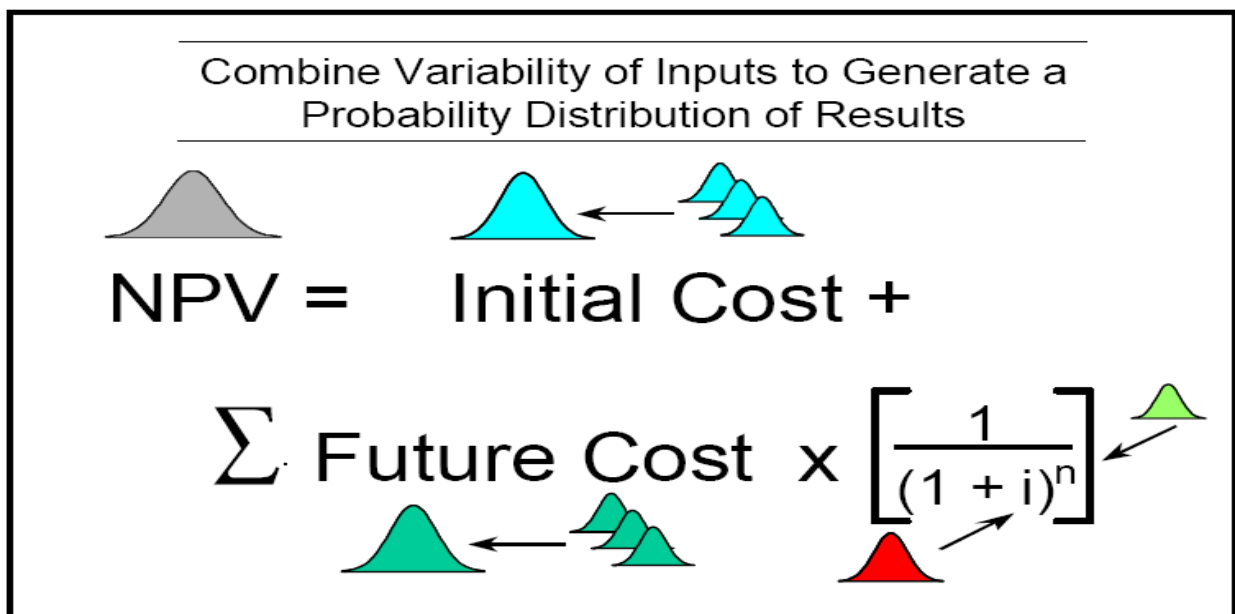 Combine Variability of Inputs to Generate a
Probability Distribution of Results
NPV = Initial Cost +
∑ Future Cost x [ 1 / (1 + i)ⁿ ]